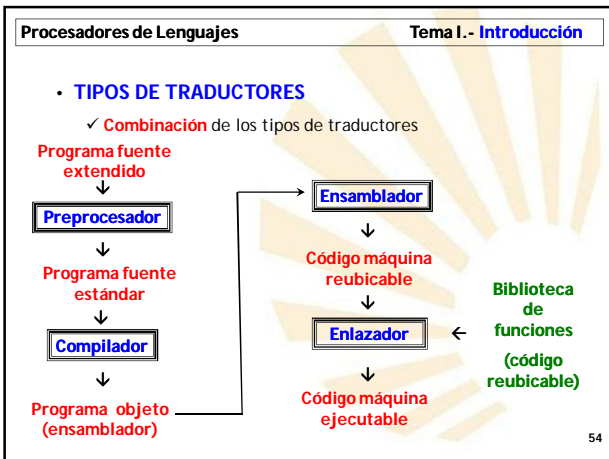 Procesadores de Lenguajes
Tema I.- Introducción
• TIPOS DE TRADUCTORES
✓ Combinación de los tipos de traductores
Programa fuente
extendido
Preprocesador
Programa fuente
estándar
Compilador
Programa objeto
(ensamblador)
Ensamblador
Código máquina
reubicable
Enlazador
Código máquina
ejecutable
Biblioteca
de
funciones
(código
reubicable)
54